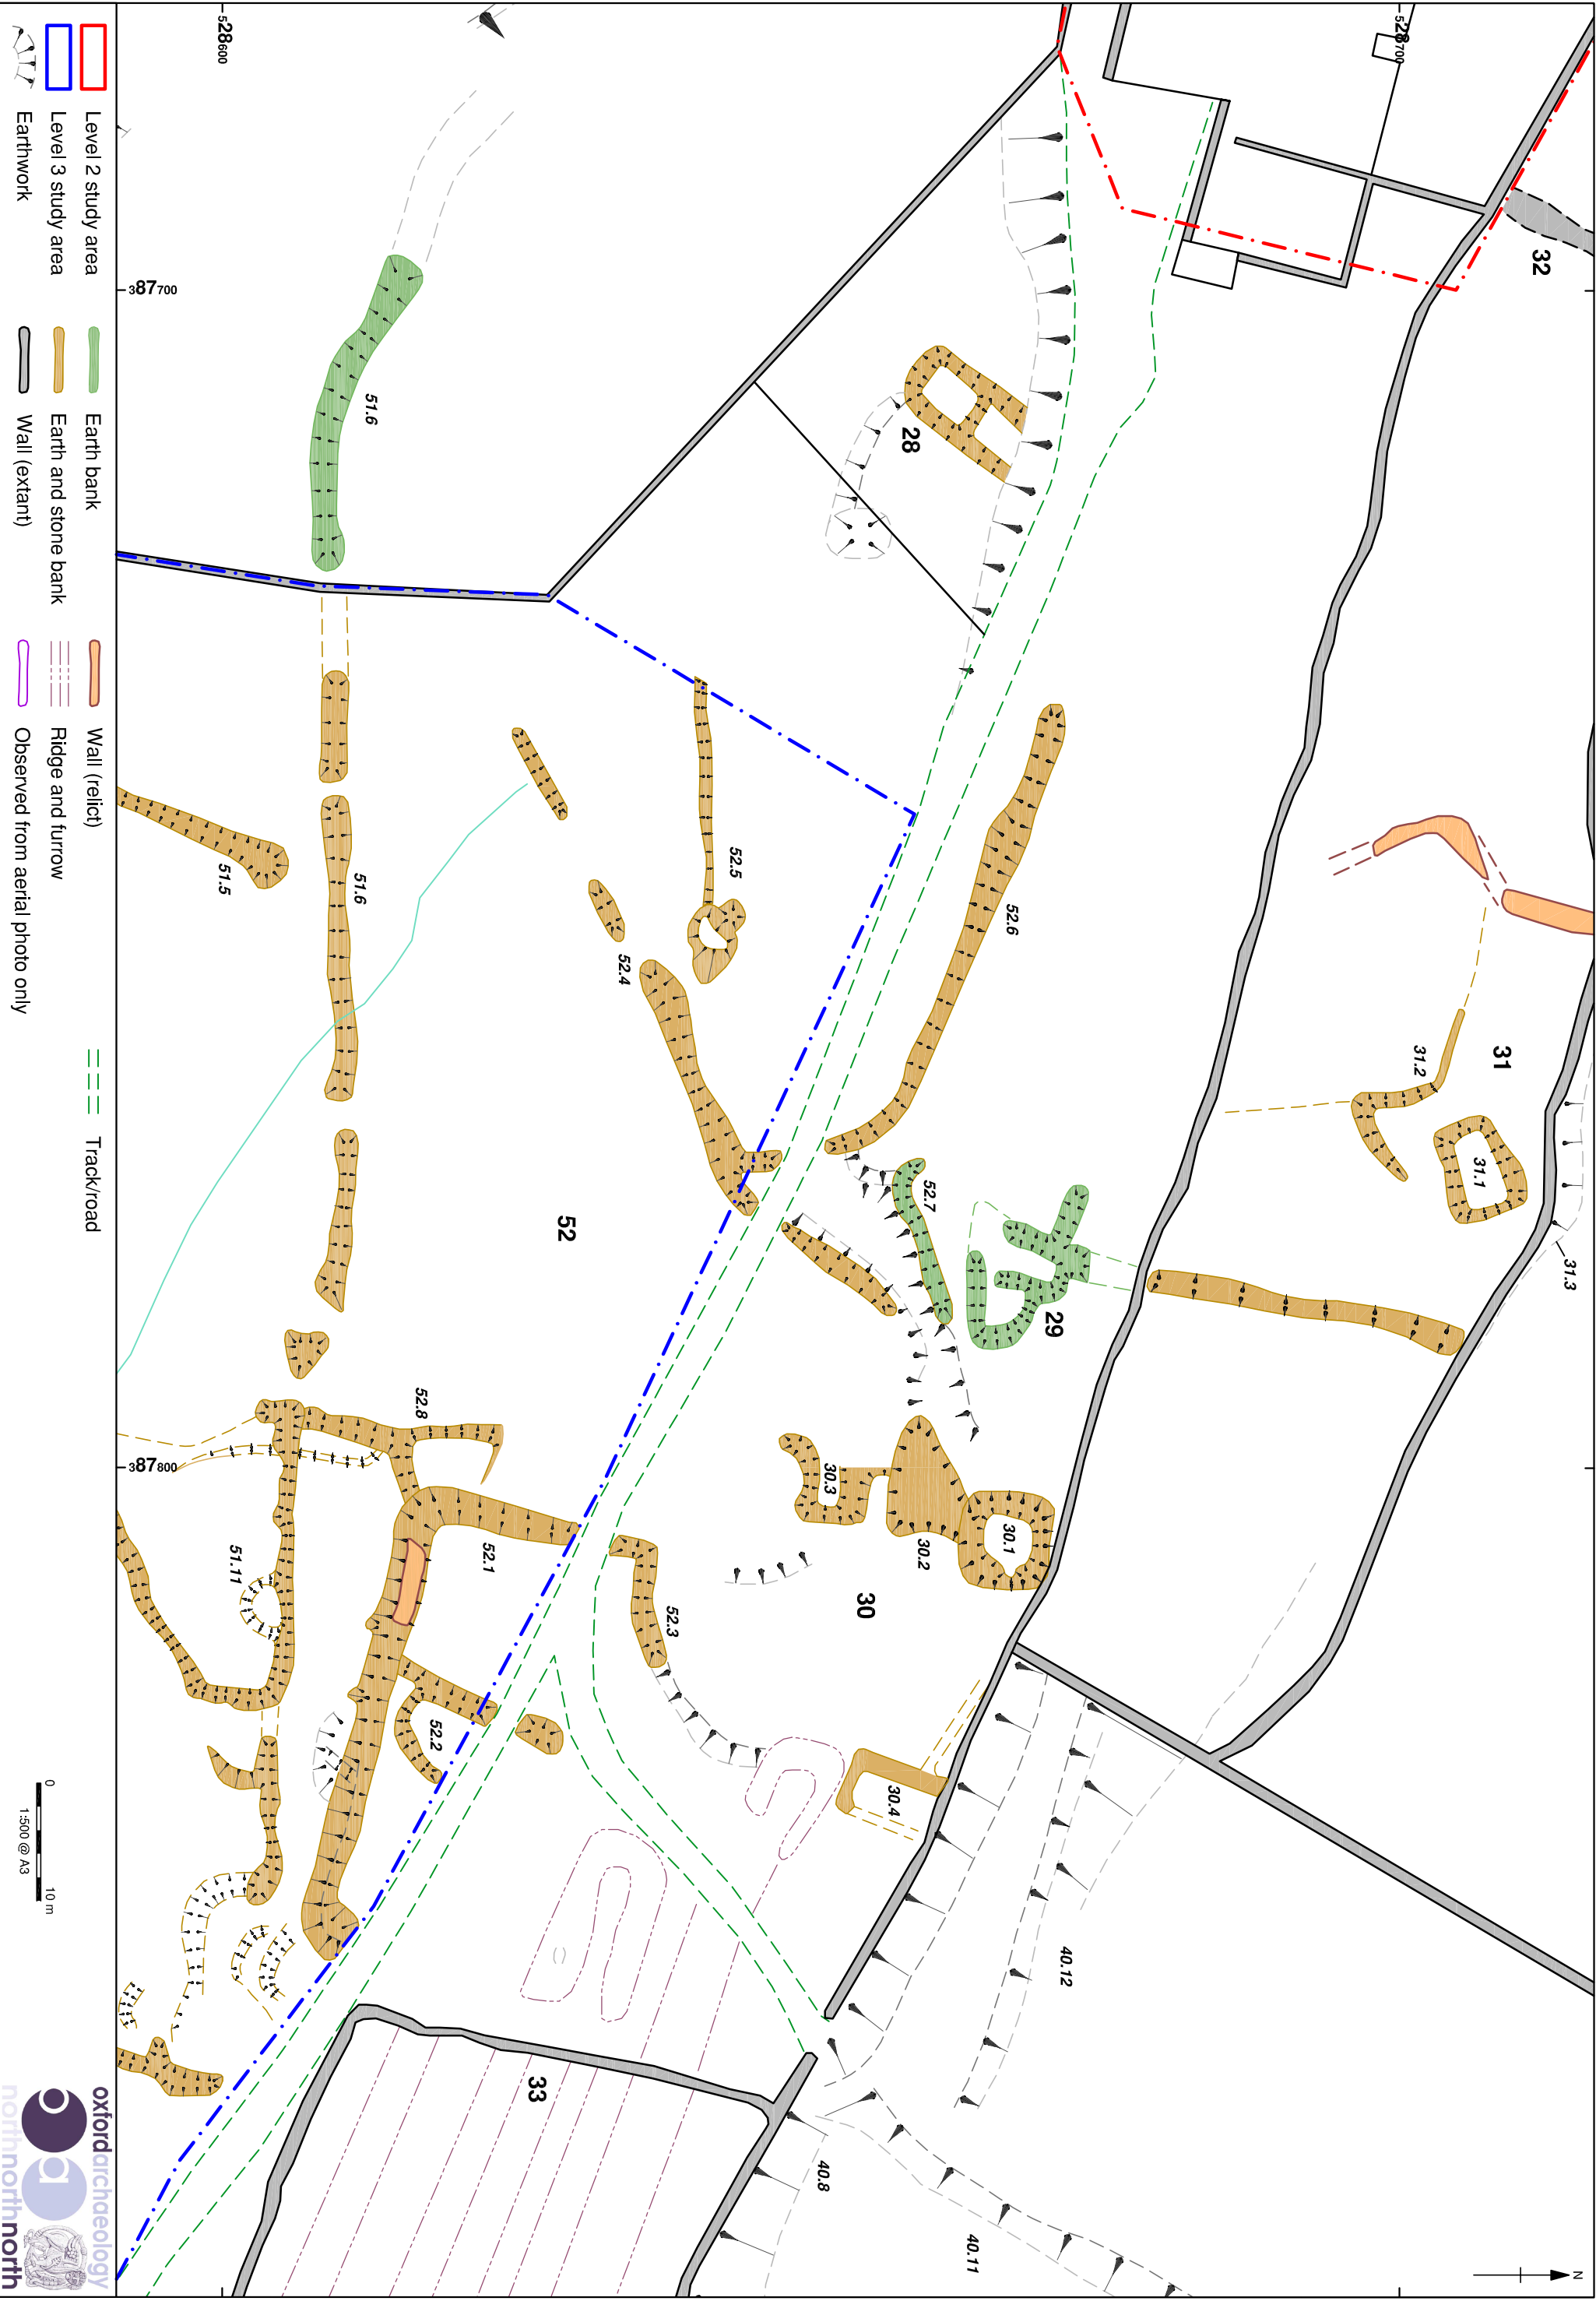 528600
528700
387700
387800
32
28
31
31.2
31.1
31.3
51.6
51.5
51.6
52.5
52.4
52.6
52.7
29
52
52.8
51.11
52.1
52.2
52.3
30.3
30.2
30.1
30
30.4
40.12
33
40.8
40.11
N
Level 2 study area
Level 3 study area
Earthwork
Earth bank
Earth and stone bank
Wall (extant)
Wall (relict)
Ridge and furrow
Observed from aerial photo only
Track/road
0 10 m
1:500 @ A3
oxfordarchaeology
northnorthnorth